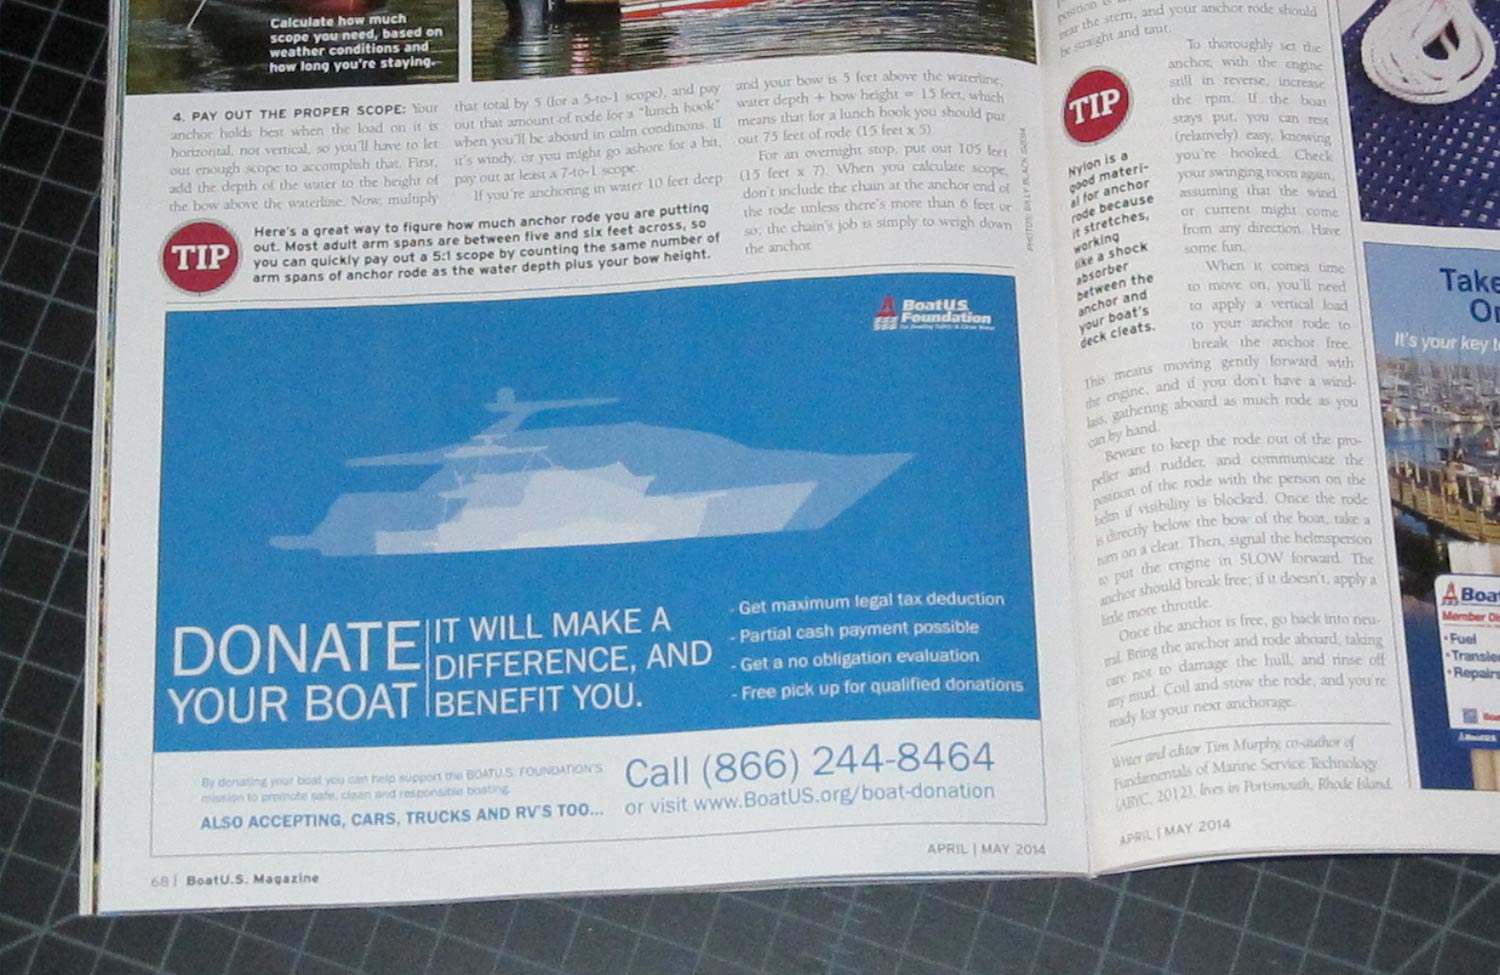 Calculate how much
scope you need, based on
weather conditions and
how long you're staying.
4. PAY OUT THE PROPER SCOPE: Your
anchor holds best when the load on it is
horizontal, not vertical, so you'll have to let
out enough scope to accomplish that. First,
add the depth of the water to the height of
the bow above the waterline. Now, multiply
that total by 5 (for a 5-to-1 scope), and pay
out that amount of rode for a "lunch hook"
when you'll be aboard in calm conditions. If
it's windy, or you might go ashore for a bit,
pay out at least a 7-to-1 scope.
If you're anchoring in water 10 feet deep
and your bow is 5 feet above the waterline,
water depth + bow height = 15 feet, which
means that for a lunch hook you should put
out 75 feet of rode (15 feet x 5).
For an overnight stop, put out 105 feet
(15 feet x 7). When you calculate scope,
don't include the chain at the anchor end of
the rode unless there's more than 6 feet or
so; the chain's job is simply to weigh down
the anchor.
PHOTOS: BILLY BLACK
TIP
Here's a great way to figure how much anchor rode you are putting
out. Most adult arm spans are between five and six feet across, so
you can quickly pay out a 5:1 scope by counting the same number of
arm spans of anchor rode as the water depth plus your bow height.
BoatU.S.
Foundation
For Boating Safety & Clean Water
DONATE
YOUR BOAT
IT WILL MAKE A
DIFFERENCE, AND
BENEFIT YOU.
- Get maximum legal tax deduction
- Partial cash payment possible
- Get a no obligation evaluation
- Free pick up for qualified donations
By donating your boat you can help support the BOATU.S. FOUNDATION'S
mission to promote safe, clean and responsible boating.
ALSO ACCEPTING, CARS, TRUCKS AND RV'S TOO...
Call (866) 244-8464
or visit www.BoatUS.org/boat-donation
68 | BoatU.S. Magazine
APRIL | MAY 2014
position is
near the stern, and your anchor rode should
be straight and taut.
To thoroughly set the
anchor, with the engine
still in reverse, increase
the rpm. If the boat
stays put, you can rest
(relatively) easy, knowing
you're hooked. Check
your swinging room again,
assuming that the wind
or current might come
from any direction. Have
some fun.
When it comes time
to move on, you'll need
to apply a vertical load
to your anchor rode to
break the anchor free.
This means moving gently forward with
the engine, and if you don't have a wind-
lass, gathering aboard as much rode as you
can by hand.
Beware to keep the rode out of the pro-
peller and rudder, and communicate the
position of the rode with the person on the
helm if visibility is blocked. Once the rode
is directly below the bow of the boat, take a
turn on a cleat. Then, signal the helmsperson
to put the engine in SLOW forward. The
anchor should break free; if it doesn't, apply a
little more throttle.
Once the anchor is free, go back into neu-
tral. Bring the anchor and rode aboard, taking
care not to damage the hull, and rinse off
any mud. Coil and stow the rode, and you're
ready for your next anchorage.
TIP
Nylon is a
good materi-
al for anchor
rode because
it stretches,
working
like a shock
absorber
between the
anchor and
your boat's
deck cleats.
Writer and editor Tim Murphy, co-author of
Fundamentals of Marine Service Technology
(ABYC, 2012), lives in Portsmouth, Rhode Island.
APRIL | MAY 2014
Take
It's your key
Boat
Member
• Fuel
• Transie
• Repairs